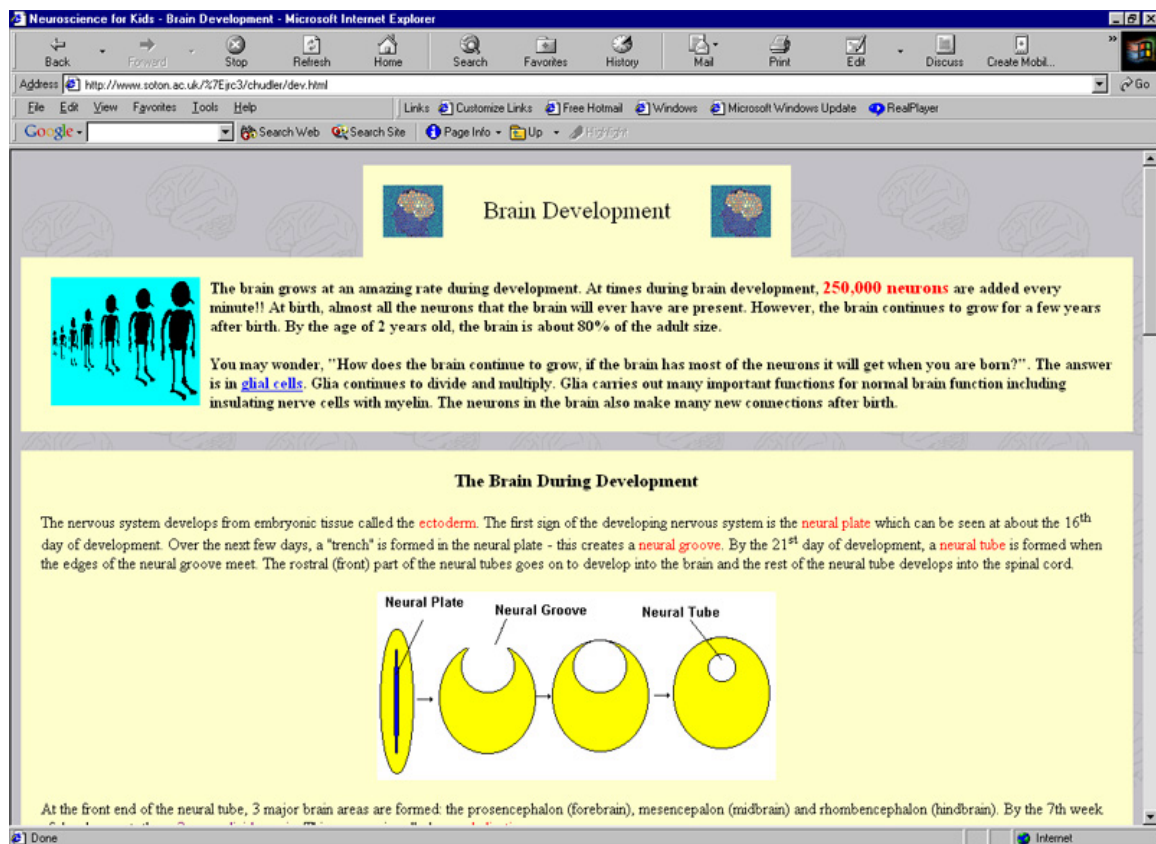 Neuroscience for Kids - Brain Development - Microsoft Internet Explorer
Back Forward Stop Refresh Home Search Favorites History Mail Print Edit Discuss Create Mobil... »
Address http://www.soton.ac.uk/%7Ejrc3/chudler/dev.html Go
File Edit View Favorites Tools Help Links Customize Links Free Hotmail Windows Microsoft Windows Update RealPlayer
Google Search Web Search Site Page Info Up Highlight
Brain Development
The brain grows at an amazing rate during development. At times during brain development, 250,000 neurons are added every
minute!! At birth, almost all the neurons that the brain will ever have are present. However, the brain continues to grow for a few years
after birth. By the age of 2 years old, the brain is about 80% of the adult size.
You may wonder, "How does the brain continue to grow, if the brain has most of the neurons it will get when you are born?". The answer
is in glial cells. Glia continues to divide and multiply. Glia carries out many important functions for normal brain function including
insulating nerve cells with myelin. The neurons in the brain also make many new connections after birth.
The Brain During Development
The nervous system develops from embryonic tissue called the ectoderm. The first sign of the developing nervous system is the neural plate which can be seen at about the 16th
day of development. Over the next few days, a "trench" is formed in the neural plate - this creates a neural groove. By the 21st day of development, a neural tube is formed when
the edges of the neural groove meet. The rostral (front) part of the neural tubes goes on to develop into the brain and the rest of the neural tube develops into the spinal cord.
Neural Plate Neural Groove Neural Tube
At the front end of the neural tube, 3 major brain areas are formed: the prosencephalon (forebrain), mesencepalon (midbrain) and rhombencephalon (hindbrain). By the 7th week
Done Internet